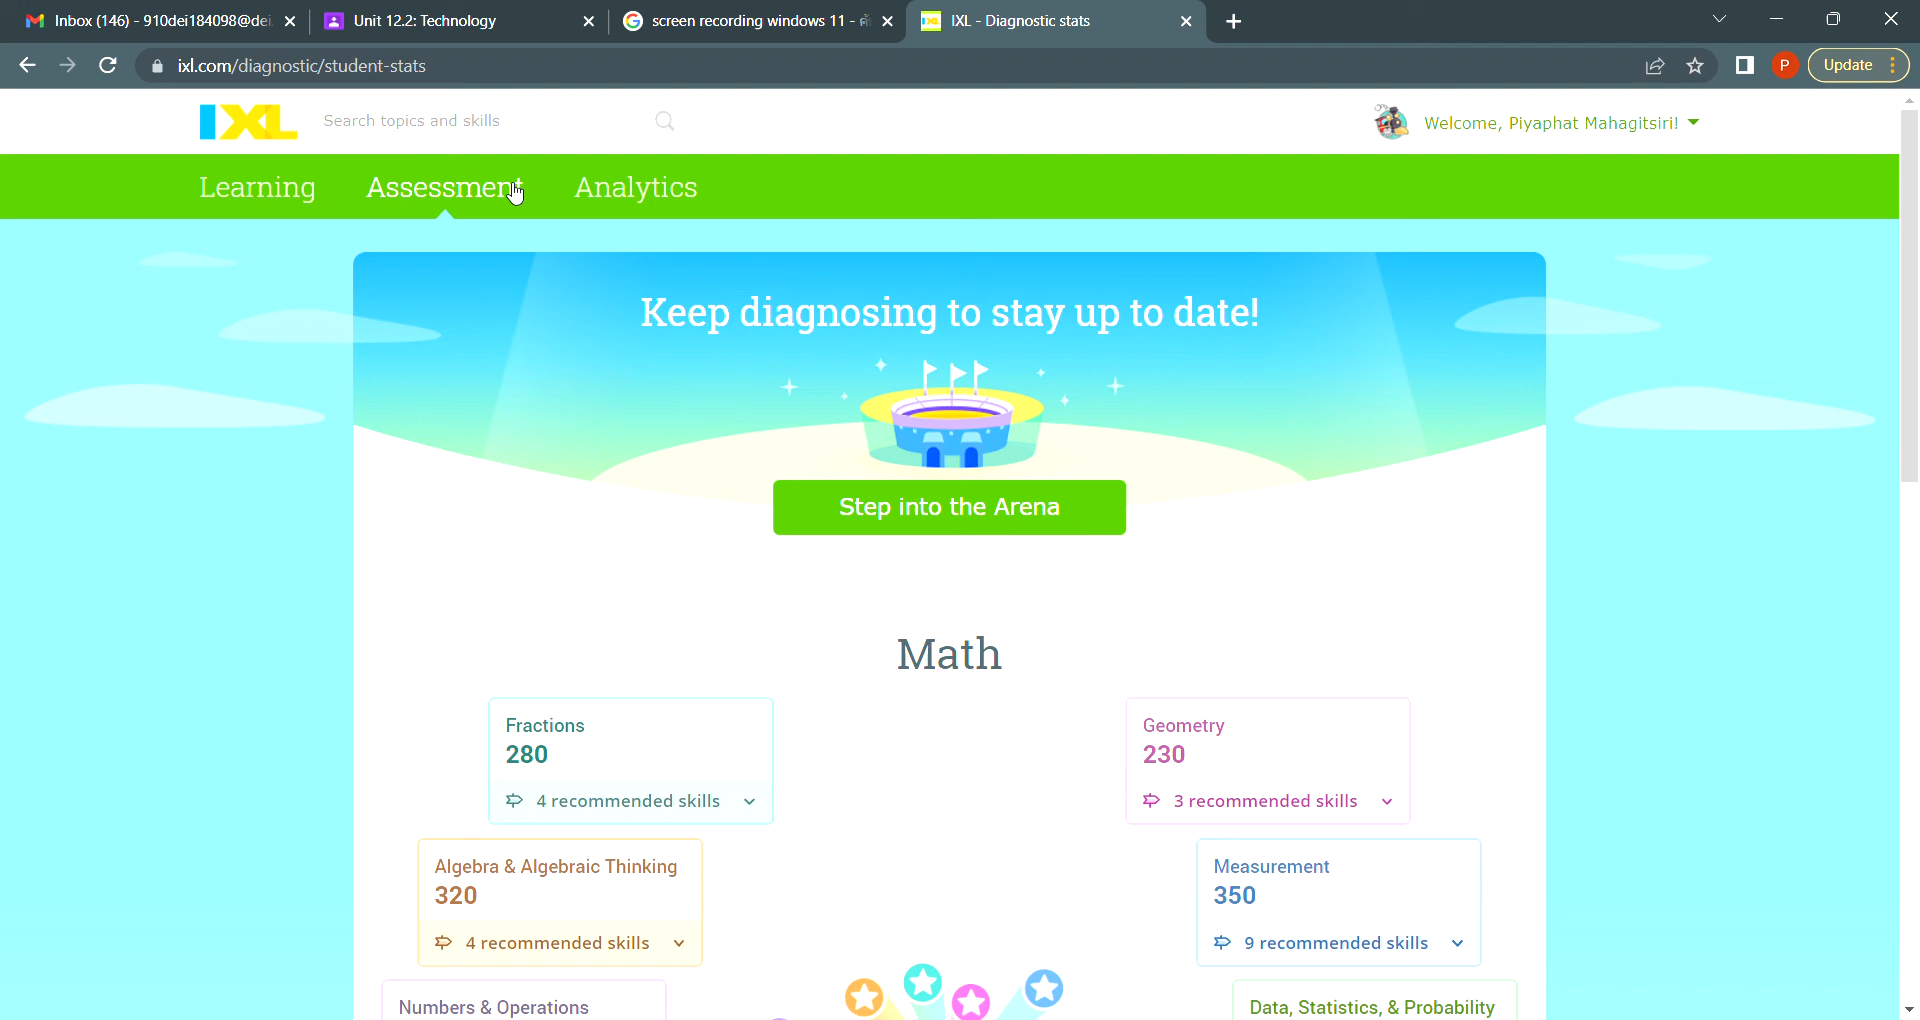 Inbox (146) - 910dei184098@dei.
Unit 12.2: Technology
screen recording windows 11 - ค้
IXL - Diagnostic stats
ixl.com/diagnostic/student-stats
P
Update
IXL
Search topics and skills
Welcome, Piyaphat Mahagitsiri!
Learning
Assessment
Analytics
Keep diagnosing to stay up to date!
Step into the Arena
Math
Fractions
280
4 recommended skills
Geometry
230
3 recommended skills
Algebra & Algebraic Thinking
320
4 recommended skills
Measurement
350
9 recommended skills
Numbers & Operations
Data, Statistics, & Probability